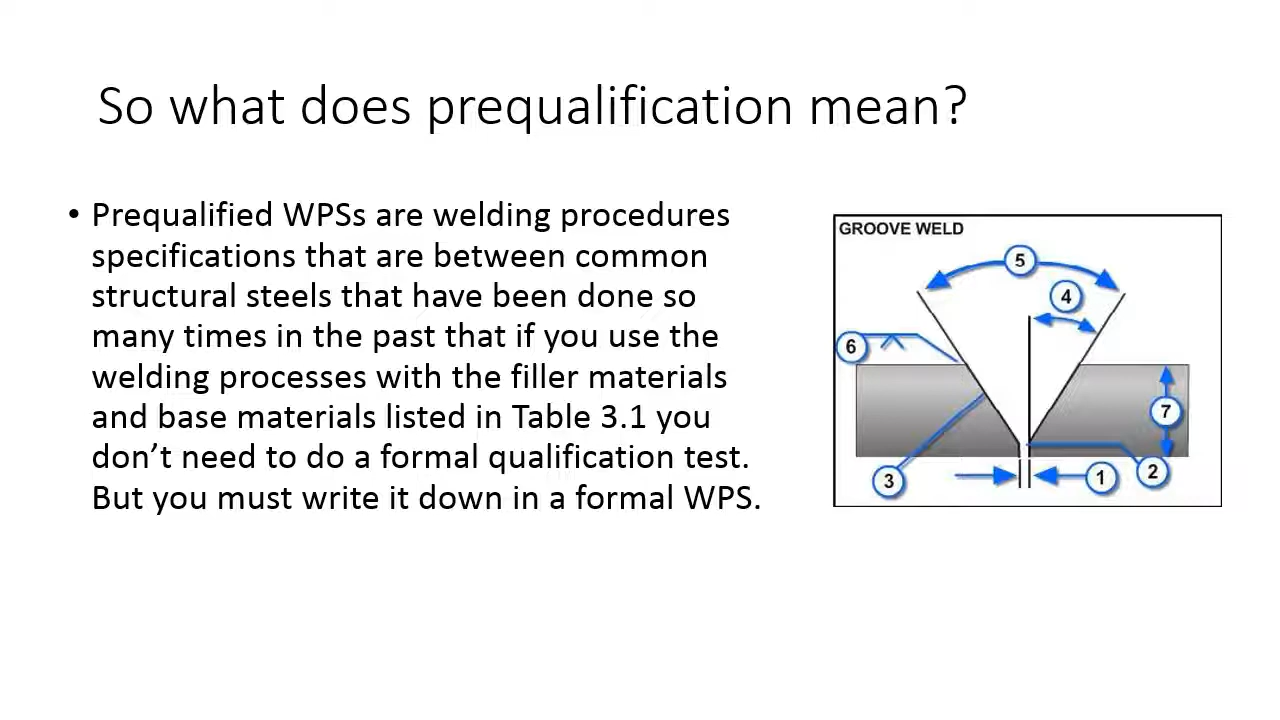 So what does prequalification mean?
• Prequalified WPSs are welding procedures
specifications that are between common
structural steels that have been done so
many times in the past that if you use the
welding processes with the filler materials
and base materials listed in Table 3.1 you
don’t need to do a formal qualification test.
But you must write it down in a formal WPS.
GROOVE WELD
5
4
6
7
3
1
2